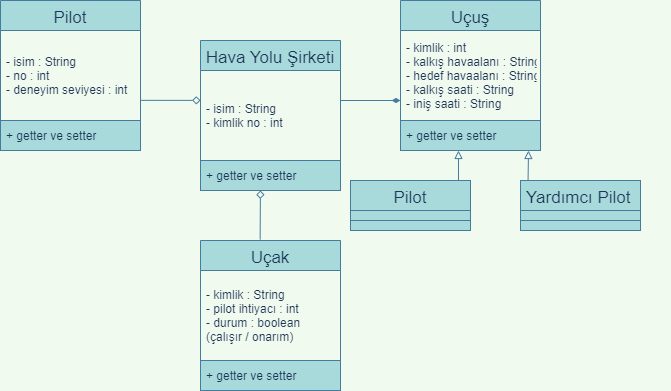 Pilot
- isim : String
- no : int
- deneyim seviyesi : int
+ getter ve setter
Hava Yolu Şirketi
- isim : String
- kimlik no : int
+ getter ve setter
Uçuş
- kimlik : int
- kalkış havaalanı : String
- hedef havaalanı : String
- kalkış saati : String
- iniş saati : String
+ getter ve setter
Pilot
Yardımcı Pilot
Uçak
- kimlik : String
- pilot ihtiyacı : int
- durum : boolean
(çalışır / onarım)
+ getter ve setter